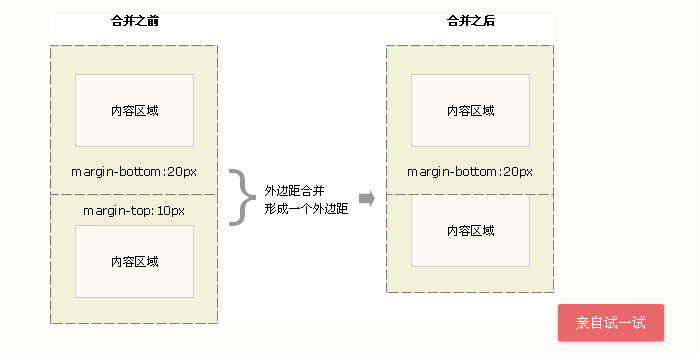 合并之前
合并之后
内容区域
margin-bottom:20px
margin-top:10px
内容区域
外边距合并
形成一个外边距
内容区域
margin-bottom:20px
内容区域
亲自试一试